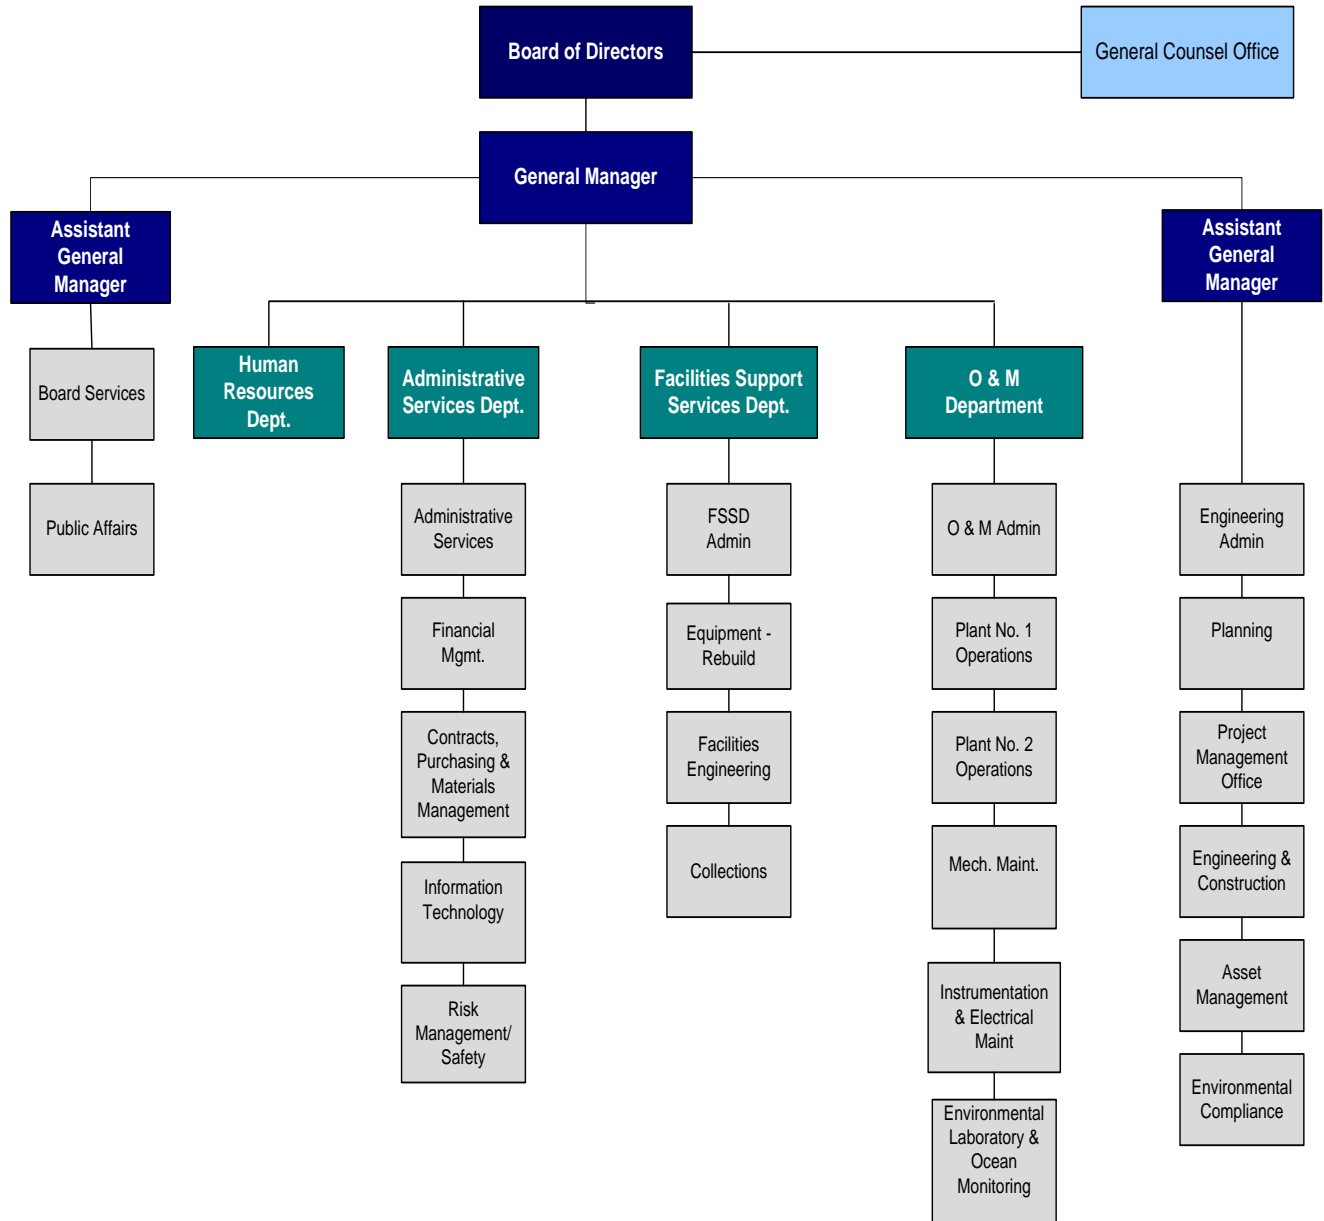 Board of Directors
General Counsel Office
General Manager
Assistant
General
Manager
Assistant
General
Manager
Board Services
Public Affairs
Human
Resources
Dept.
Administrative
Services Dept.
Facilities Support
Services Dept.
O & M
Department
Administrative
Services
Financial
Mgmt.
Contracts,
Purchasing &
Materials
Management
Information
Technology
Risk
Management/
Safety
FSSD
Admin
Equipment -
Rebuild
Facilities
Engineering
Collections
O & M Admin
Plant No. 1
Operations
Plant No. 2
Operations
Mech. Maint.
Instrumentation
& Electrical
Maint
Environmental
Laboratory &
Ocean
Monitoring
Engineering
Admin
Planning
Project
Management
Office
Engineering &
Construction
Asset
Management
Environmental
Compliance